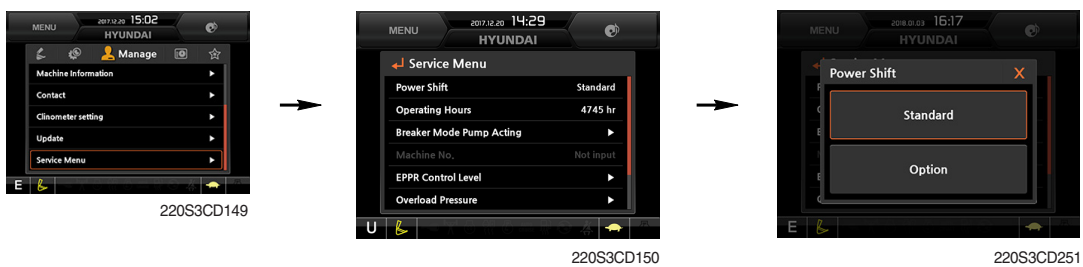 MENU
2017.12.20 15:02
HYUNDAI
Manage
Machine Information
Contact
Clinometer setting
Update
Service Menu
E
220S3CD149
MENU
2017.12.20 14:29
HYUNDAI
Service Menu
Power Shift Standard
Operating Hours 4745 hr
Breaker Mode Pump Acting
Machine No. Not input
EPPR Control Level
Overload Pressure
U
220S3CD150
MENU
2018.01.03 16:17
HYUNDAI
Power Shift X
Standard
Option
E
220S3CD251